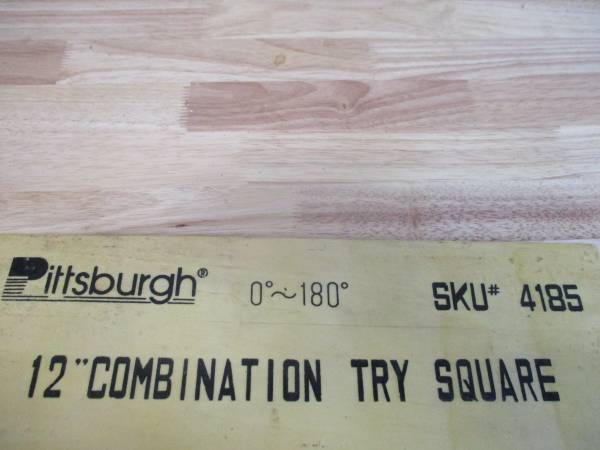 Pittsburgh® 0°~180° SKU# 4185
12" COMBINATION TRY SQUARE